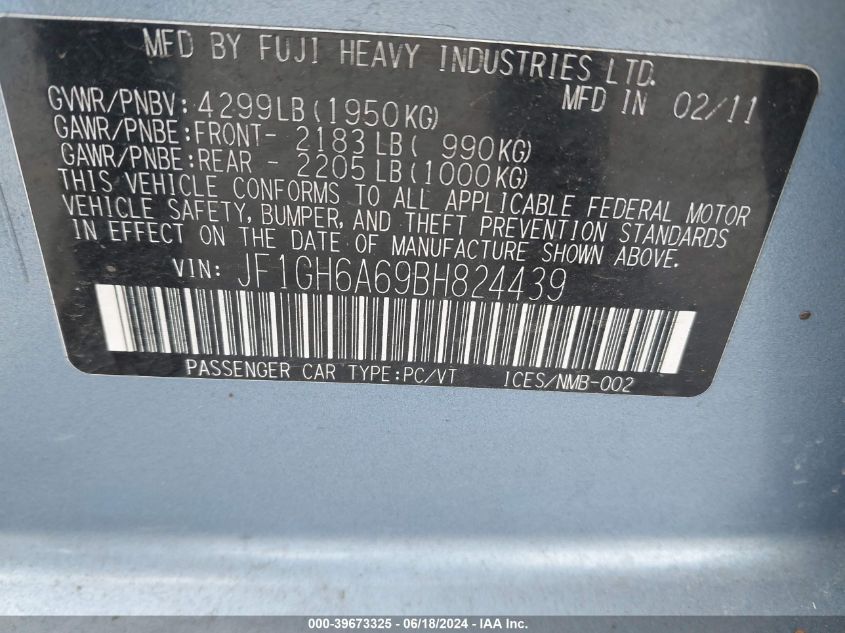 MFD BY FUJI HEAVY INDUSTRIES LTD.
MFD IN 02/11
GVWR/PNBV: 4299LB(1950KG)
GAWR/PNBE:FRONT- 2183LB( 990KG)
GAWR/PNBE:REAR - 2205LB(1000KG)
THIS VEHICLE CONFORMS TO ALL APPLICABLE FEDERAL MOTOR
VEHICLE SAFETY, BUMPER, AND THEFT PREVENTION STANDARDS
IN EFFECT ON THE DATE OF MANUFACTURE SHOWN ABOVE.
VIN: JF1GH6A69BH824439
PASSENGER CAR TYPE:PC/VT ICES/NMB-002
000-39673325 - 06/18/2024 - IAA Inc.